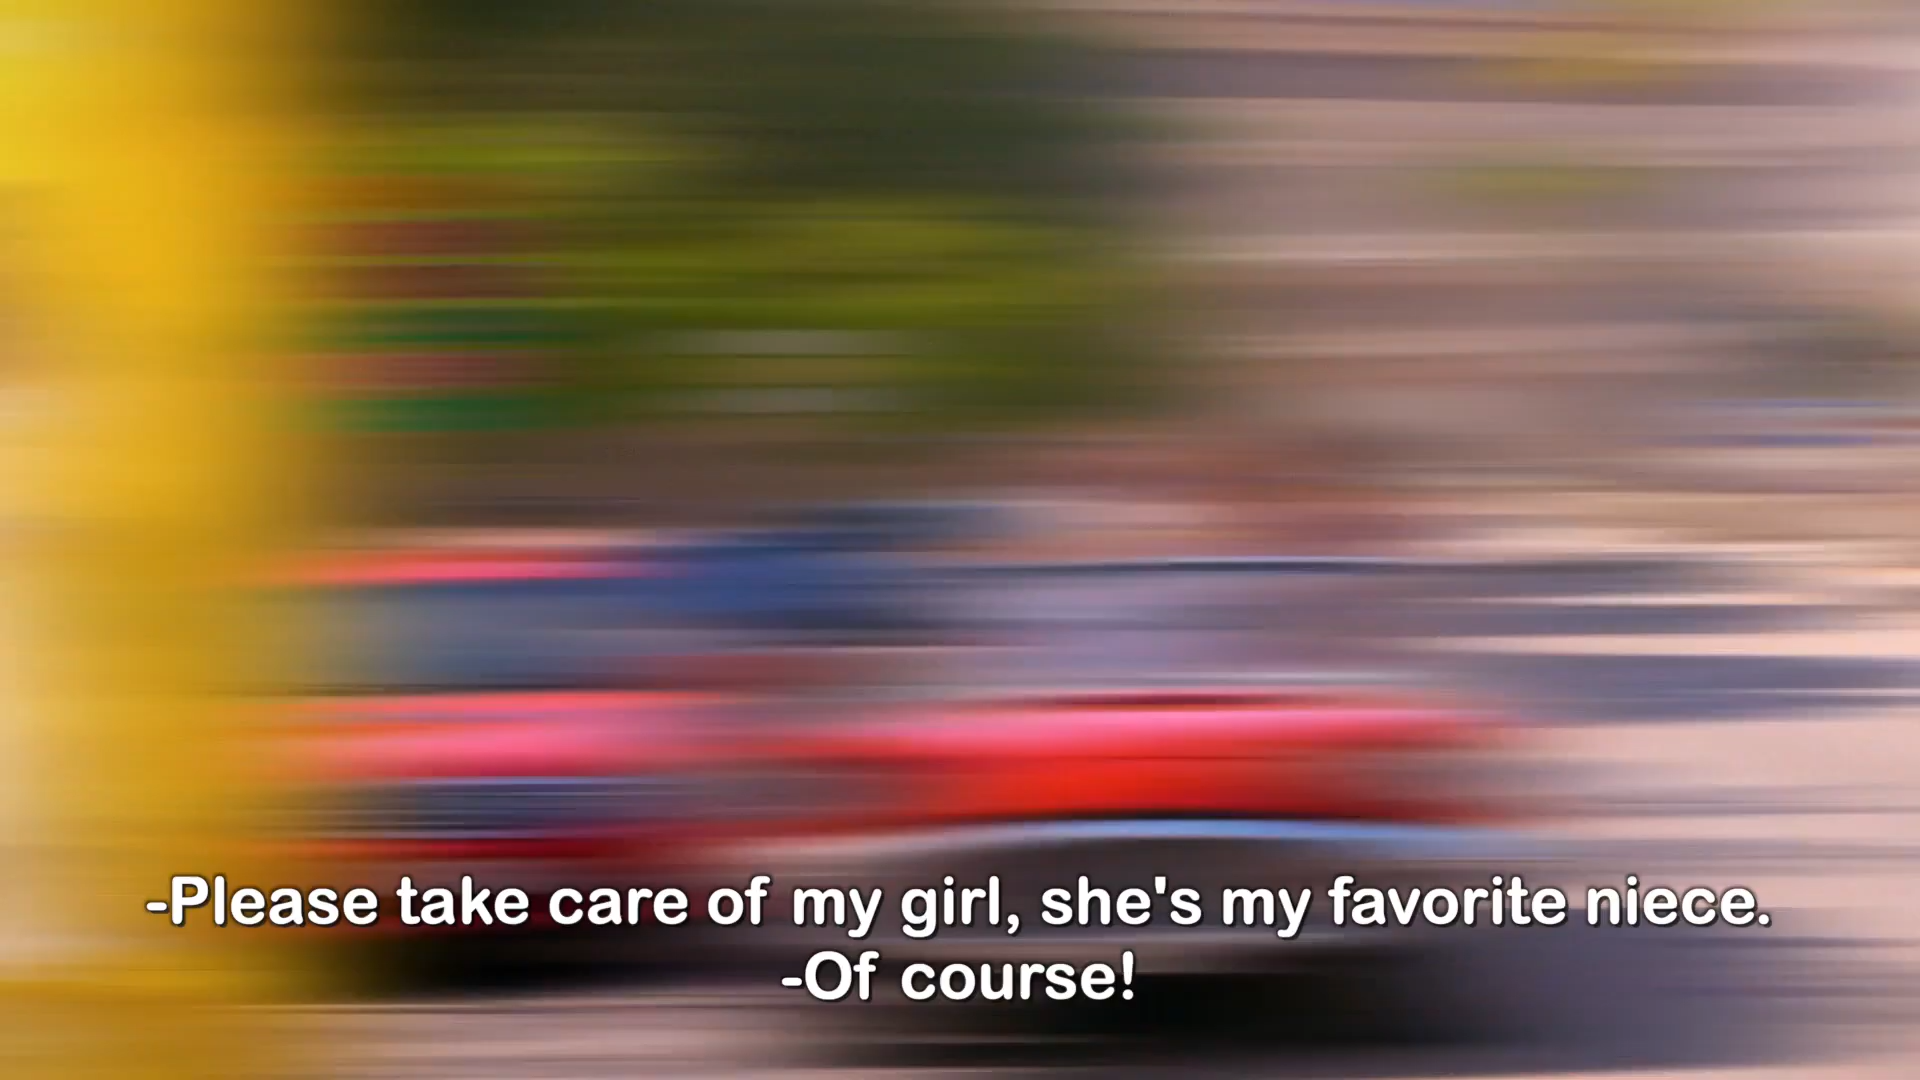 -Please take care of my girl, she's my favorite niece.
-Of course!